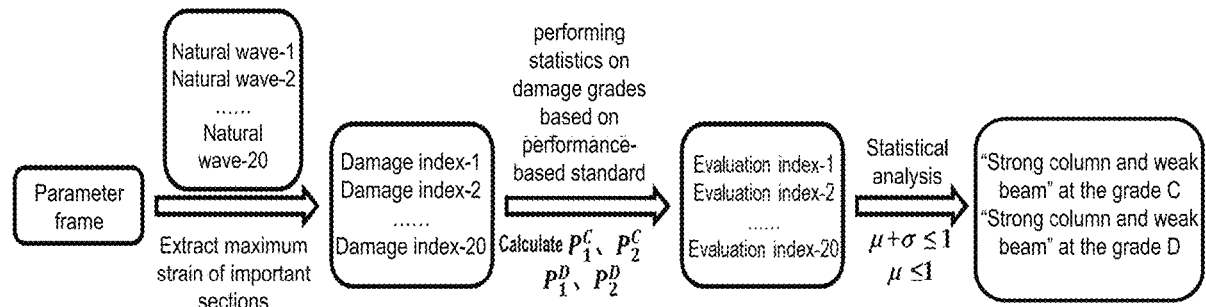 Parameter
frame
Natural wave-1
Natural wave-2
......
Natural
wave-20
Extract maximum
strain of important
sections
Damage index-1
Damage index-2
......
Damage index-20
performing
statistics on
damage grades
based on
performance-
based standard
Calculate P₁ᶜ、P₂ᶜ
P₁ᴰ、P₂ᴰ
Evaluation index-1
Evaluation index-2
......
Evaluation index-20
Statistical
analysis
μ+σ ≤ 1
μ ≤1
“Strong column and weak
beam” at the grade C
“Strong column and weak
beam” at the grade D